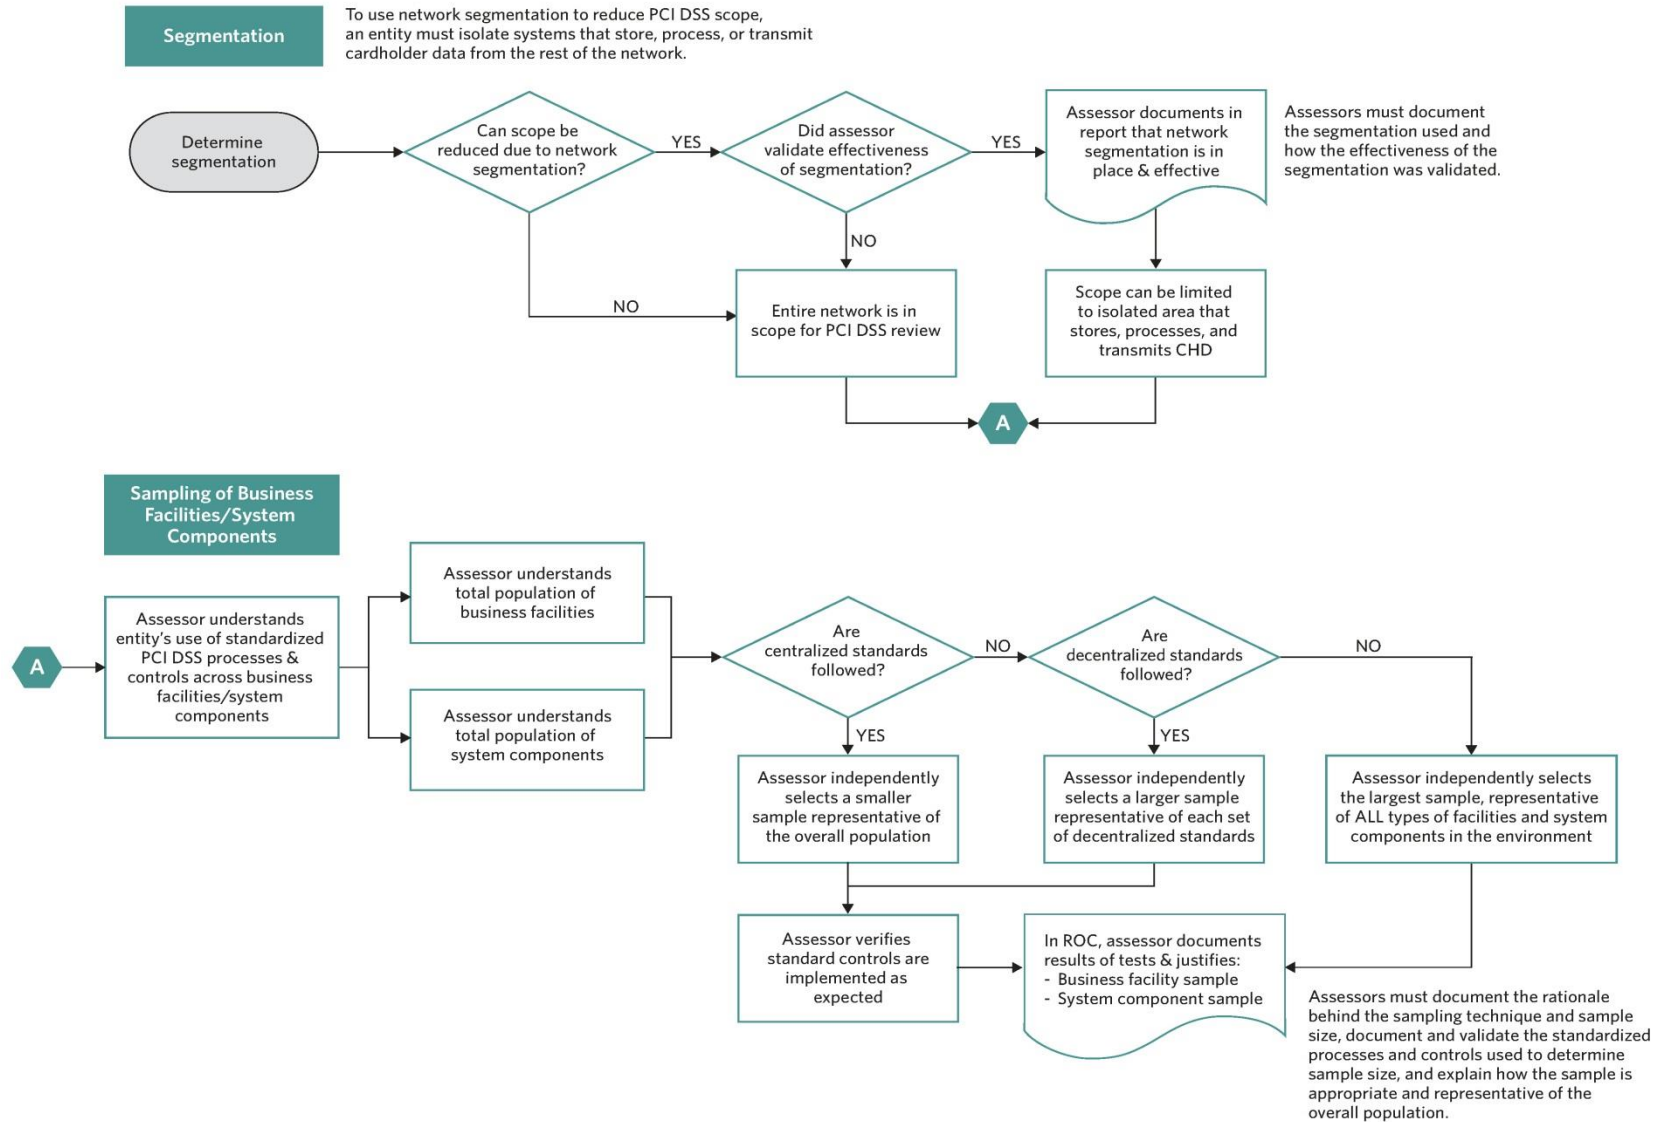 Segmentation
To use network segmentation to reduce PCI DSS scope,
an entity must isolate systems that store, process, or transmit
cardholder data from the rest of the network.
Determine
segmentation
Can scope be
reduced due to network
segmentation?
YES
Did assessor
validate effectiveness
of segmentation?
YES
Assessor documents in
report that network
segmentation is in
place & effective
Assessors must document
the segmentation used and
how the effectiveness of the
segmentation was validated.
NO
NO
Entire network is in
scope for PCI DSS review
Scope can be limited
to isolated area that
stores, processes, and
transmits CHD
A
Sampling of Business
Facilities/System
Components
A
Assessor understands
entity's use of standardized
PCI DSS processes &
controls across business
facilities/system
components
Assessor understands
total population of
business facilities
Assessor understands
total population of
system components
Are
centralized standards
followed?
NO
Are
decentralized standards
followed?
NO
YES
YES
Assessor independently
selects a smaller
sample representative of
the overall population
Assessor independently
selects a larger sample
representative of each set
of decentralized standards
Assessor independently selects
the largest sample, representative
of ALL types of facilities and system
components in the environment
Assessor verifies
standard controls are
implemented as
expected
In ROC, assessor documents
results of tests & justifies:
- Business facility sample
- System component sample
Assessors must document the rationale
behind the sampling technique and sample
size, document and validate the standardized
processes and controls used to determine
sample size, and explain how the sample is
appropriate and representative of the
overall population.